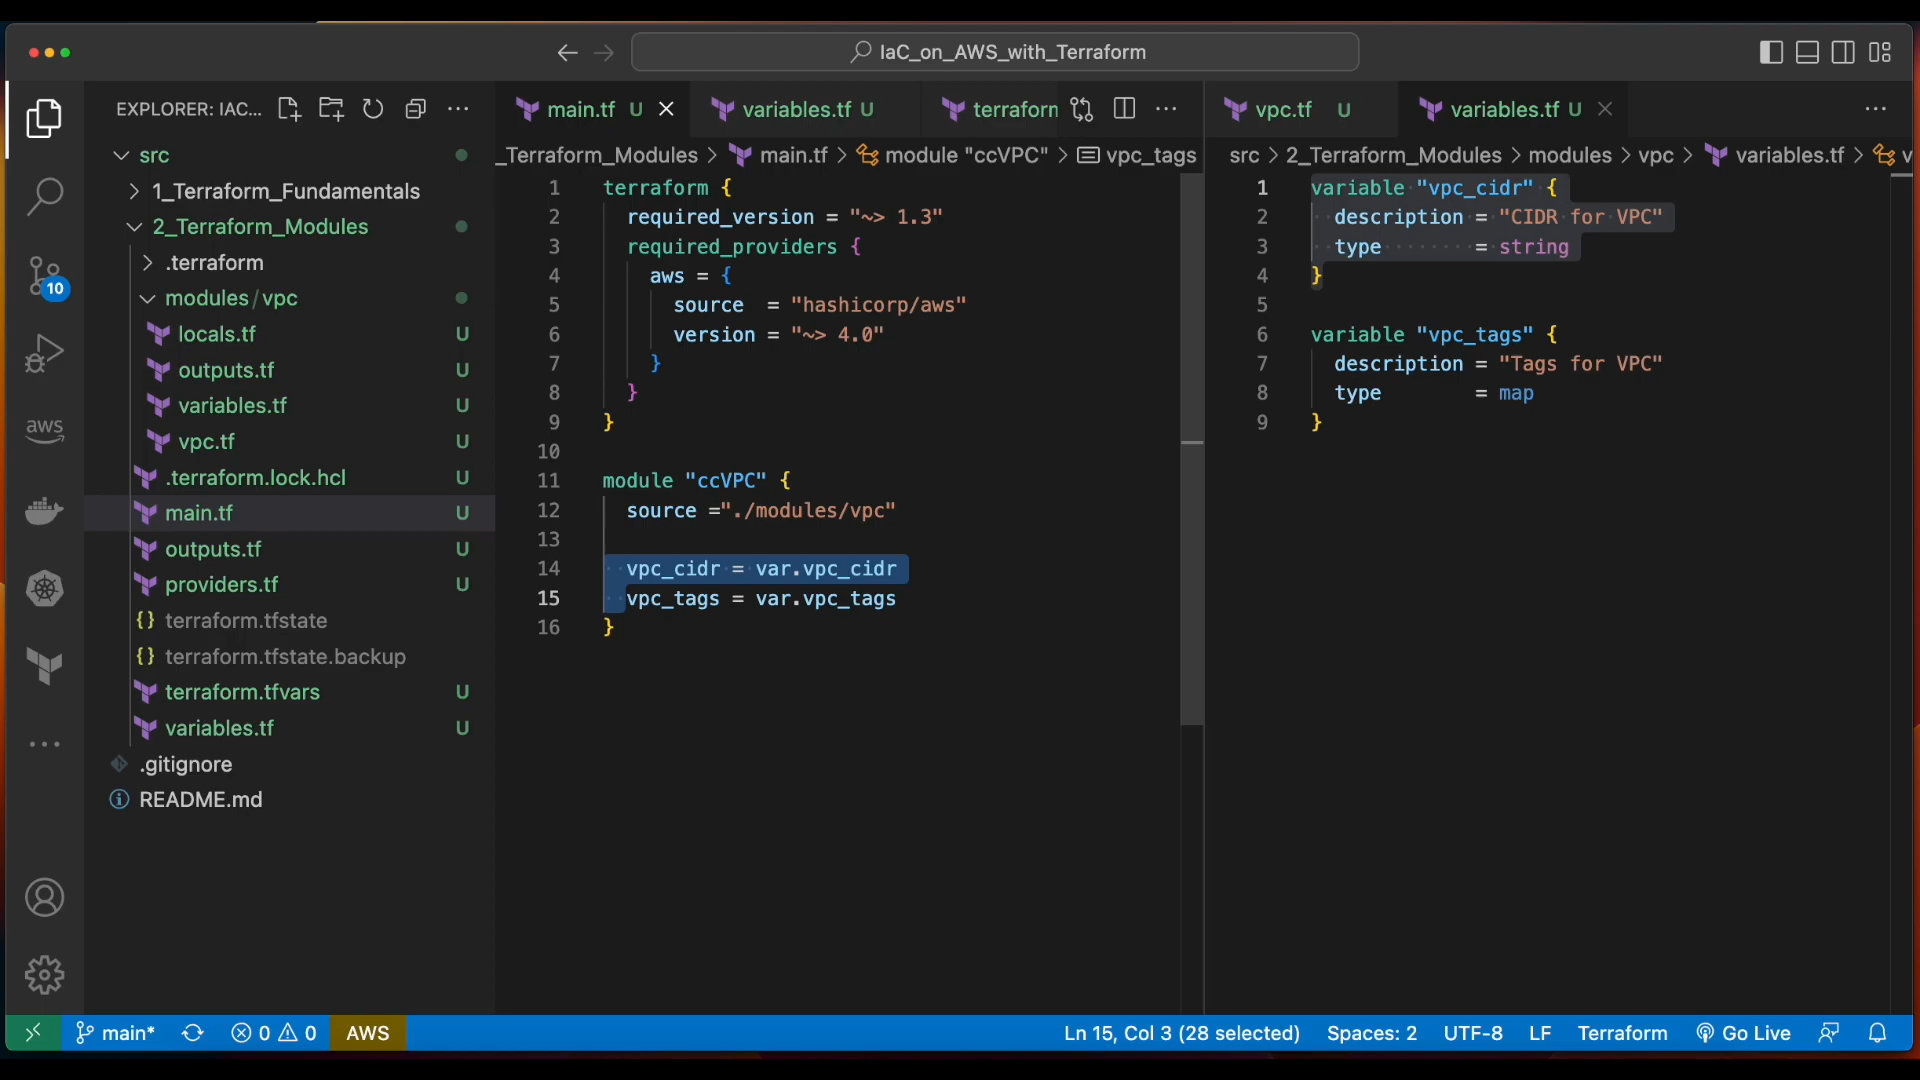 IaC_on_AWS_with_Terraform
EXPLORER: IAC...
src
1_Terraform_Fundamentals
2_Terraform_Modules
.terraform
modules/vpc
locals.tf U
outputs.tf U
variables.tf U
vpc.tf U
.terraform.lock.hcl U
main.tf U
outputs.tf U
providers.tf U
{} terraform.tfstate
{} terraform.tfstate.backup
terraform.tfvars U
variables.tf U
.gitignore
README.md
10
aws
main.tf U
variables.tf U
terraform
_Terraform_Modules > main.tf > module "ccVPC" > vpc_tags
1 terraform {
2 required_version = "~> 1.3"
3 required_providers {
4 aws = {
5 source  = "hashicorp/aws"
6 version = "~> 4.0"
7 }
8 }
9 }
10
11 module "ccVPC" {
12 source ="./modules/vpc"
13
14 vpc_cidr = var.vpc_cidr
15 vpc_tags = var.vpc_tags
16 }
vpc.tf U
variables.tf U
src > 2_Terraform_Modules > modules > vpc > variables.tf > v
1 variable "vpc_cidr" {
2 description = "CIDR for VPC"
3 type        = string
4 }
5
6 variable "vpc_tags" {
7 description = "Tags for VPC"
8 type        = map
9 }
main* 0 0 AWS
Ln 15, Col 3 (28 selected) Spaces: 2 UTF-8 LF Terraform Go Live